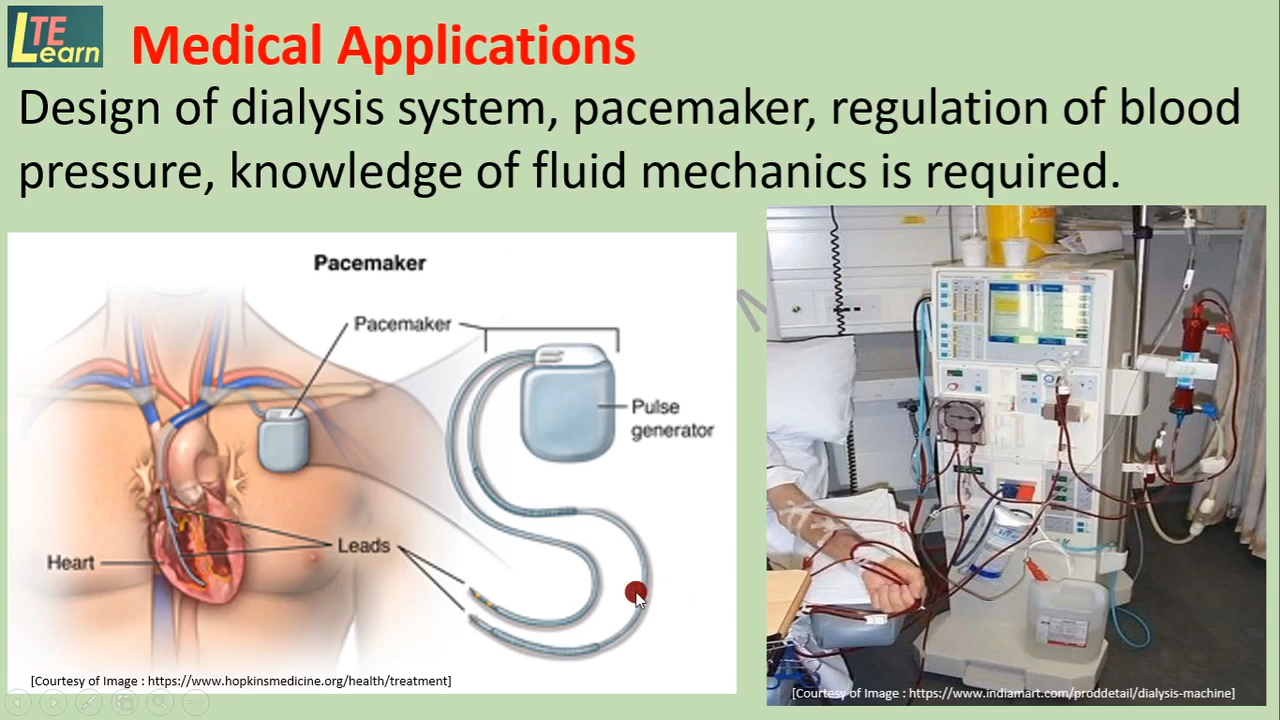 LTE
Learn
Medical Applications
Design of dialysis system, pacemaker, regulation of blood
pressure, knowledge of fluid mechanics is required.
Pacemaker
Pacemaker
Pulse
generator
Leads
Heart
[Courtesy of Image : https://www.hopkinsmedicine.org/health/treatment]
[Courtesy of Image : https://www.indiamart.com/proddetail/dialysis-machine]